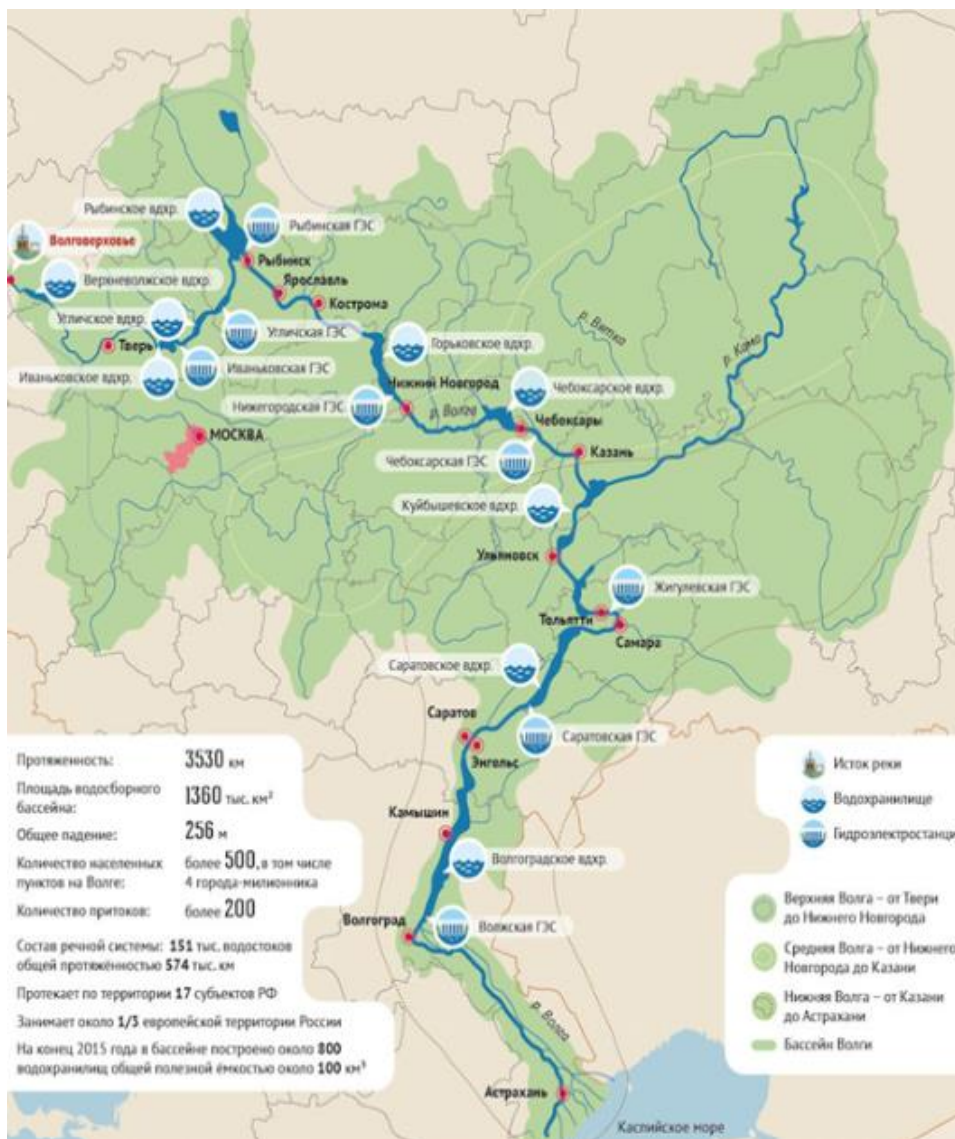 Рыбинское вдхр.
Рыбинская ГЭС
Волговерховье
Рыбинск
Верхневолжское вдхр.
Ярославль
Кострома
Угличское вдхр.
Угличская ГЭС
р. Вятка
Тверь
Горьковское вдхр.
р. Кама
Иваньковская ГЭС
Иваньковское вдхр.
Нижний Новгород
Чебоксарское вдхр.
Нижегородская ГЭС
р. Волга
Чебоксары
МОСКВА
Казань
Чебоксарская ГЭС
Куйбышевское вдхр.
Ульяновск
Жигулевская ГЭС
Тольятти
Самара
Саратовское вдхр.
Саратов
Саратовская ГЭС
Энгольс
Камышин
Волгоградское вдхр.
Волгоград
Волжская ГЭС
р. Волга
Астрахань
Каспийское море
Протяженность: 3530 км
Площадь водосборного
бассейна: 1360 тыс. км²
Общее падение: 256 м
Количество населенных более 500, в том числе
пунктов на Волге: 4 города-милионника
Количество притоков: более 200
Состав речной системы: 151 тыс. водостоков
общей протяжённостью 574 тыс. км
Протекает по территории 17 субъектов РФ
Занимает около 1/3 европейской территории России
На конец 2015 года в бассейне построено около 800
водохранилищ общей полезной ёмкостью около 100 км³
Исток реки
Водохранилище
Гидроэлектростанци
Верхняя Волга – от Твери
до Нижнего Новгорода
Средняя Волга – от Нижнего
Новгорода до Казани
Нижняя Волга – от Казани
до Астрахани
Бассейн Волги